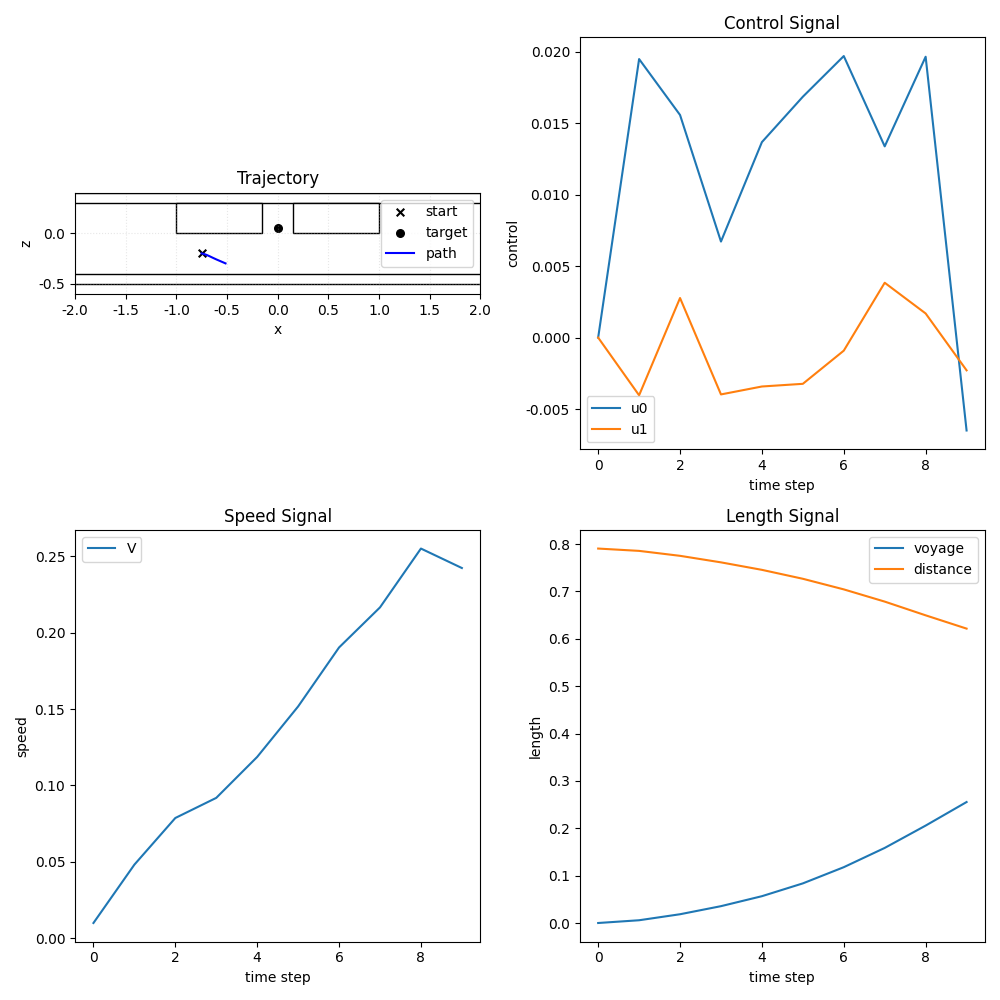 Trajectory
0.0
-0.5
z
-2.0 -1.5 -1.0 -0.5 0.0 0.5 1.0 1.5 2.0
x
start
target
path
Control Signal
0.020
0.015
0.010
0.005
0.000
-0.005
control
0 2 4 6 8
time step
u0
u1
Speed Signal
0.25
0.20
0.15
0.10
0.05
0.00
speed
0 2 4 6 8
time step
V
Length Signal
0.8
0.7
0.6
0.5
0.4
0.3
0.2
0.1
0.0
length
0 2 4 6 8
time step
voyage
distance